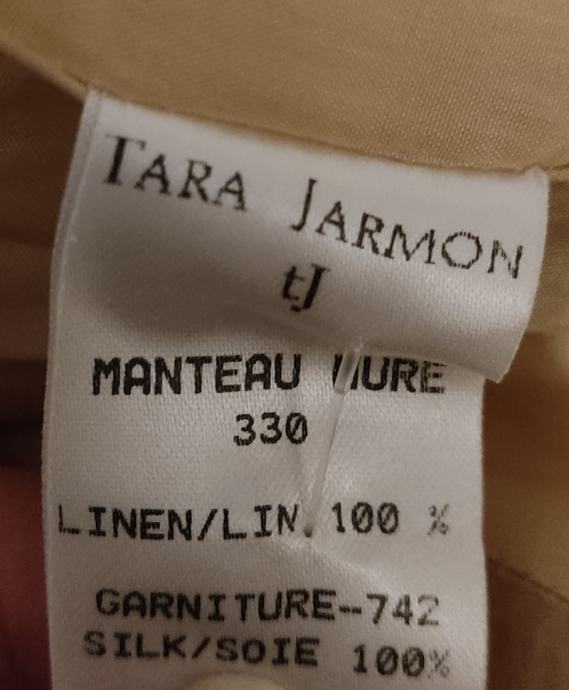 TARA JARMON
tJ
MANTEAU
330
LINEN/LIN 100 %
GARNITURE--742
SILK/SOIE 100%